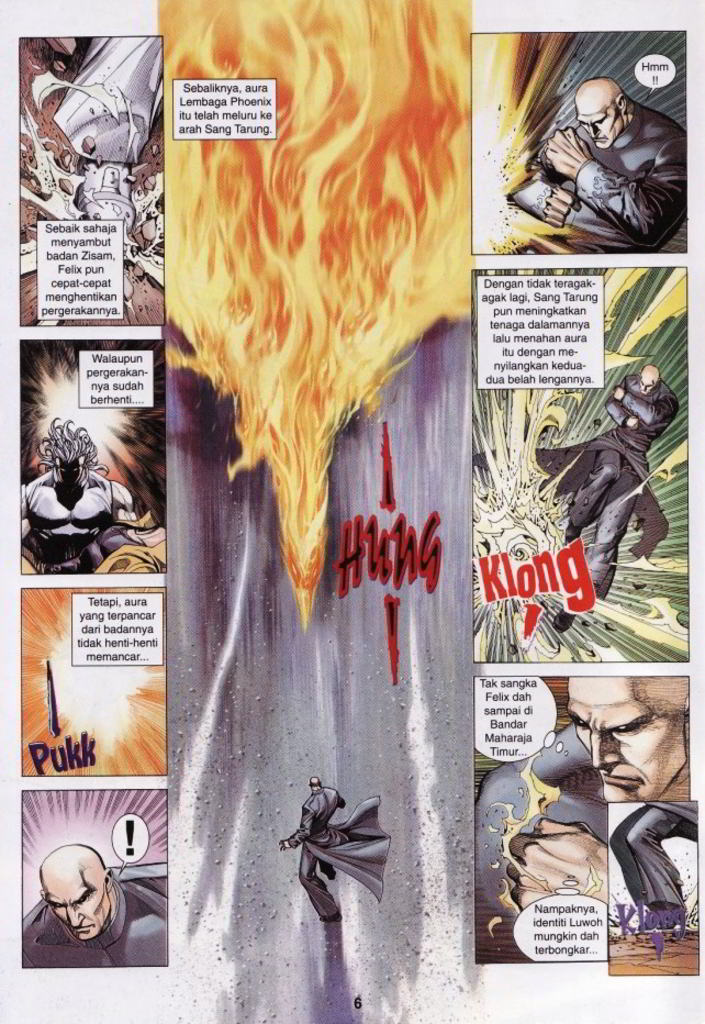 Sebaik sahaja
menyambut
badan Zisam,
Felix pun
cepat-cepat
menghentikan
pergerakannya.
Walaupun
pergerakan-
nya sudah
berhenti....
Tetapi, aura
yang terpancar
dari badannya
tidak henti-henti
memancar...
Pukk
!
Sebaliknya, aura
Lembaga Phoenix
itu telah meluru ke
arah Sang Tarung.
Hung
Hmm
!!
Dengan tidak teragak-
agak lagi, Sang Tarung
pun meningkatkan
tenaga dalamannya
lalu menahan aura
itu dengan me-
nyilangkan kedua-
dua belah lengannya.
Klong
Tak sangka
Felix dah
sampai di
Bandar
Maharaja
Timur...
Nampaknya,
identiti Luwoh
mungkin dah
terbongkar...
Klong
6